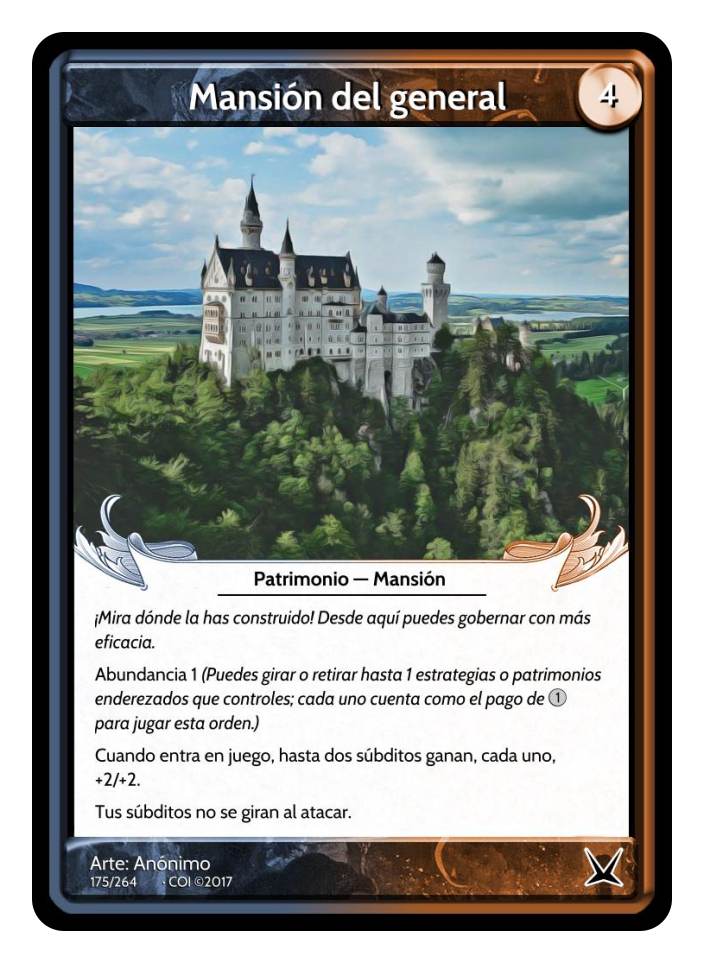 Mansión del general
4
Patrimonio — Mansión
¡Mira dónde la has construido! Desde aquí puedes gobernar con más
eficacia.
Abundancia 1 (Puedes girar o retirar hasta 1 estrategias o patrimonios
enderezados que controles; cada uno cuenta como el pago de 1
para jugar esta orden.)
Cuando entra en juego, hasta dos súbditos ganan, cada uno,
+2/+2.
Tus súbditos no se giran al atacar.
Arte: Anónimo
175/264 · COI ©2017